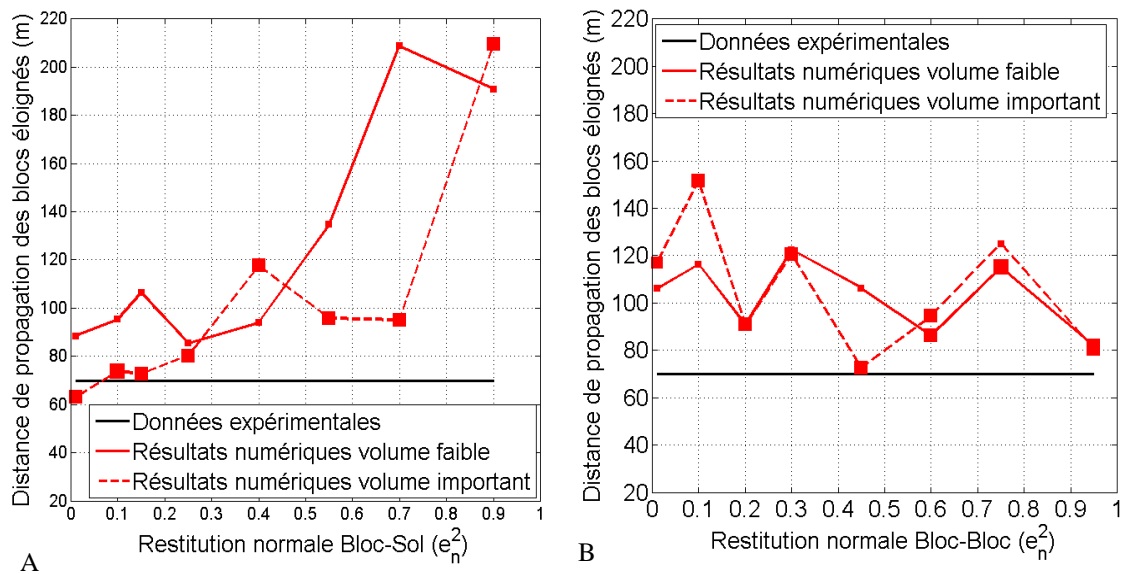 Distance de propagation des blocs éloignés (m)
220
200
180
160
140
120
100
80
60
40
20
Données expérimentales
Résultats numériques volume faible
Résultats numériques volume important
0 0.1 0.2 0.3 0.4 0.5 0.6 0.7 0.8 0.9 1
Restitution normale Bloc-Sol (e_n^2)
A
Distance de propagation des blocs éloignés (m)
220
200
180
160
140
120
100
80
60
40
20
Données expérimentales
Résultats numériques volume faible
Résultats numériques volume important
0 0.1 0.2 0.3 0.4 0.5 0.6 0.7 0.8 0.9 1
Restitution normale Bloc-Bloc (e_n^2)
B